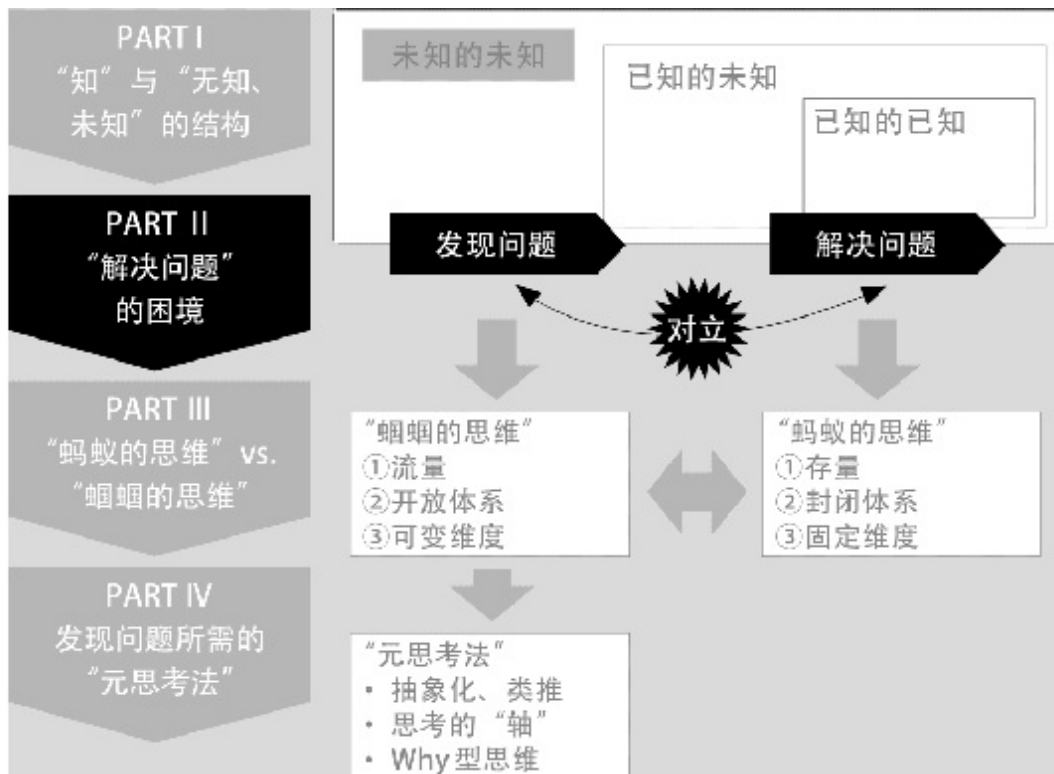 PART I
“知”与“无知、
未知”的结构
未知的未知
已知的未知
已知的已知
PART II
“解决问题”
的困境
发现问题
解决问题
对立
PART III
“蚂蚁的思维”vs.
“蝈蝈的思维”
“蝈蝈的思维”
①流量
②开放体系
③可变维度
“蚂蚁的思维”
①存量
②封闭体系
③固定维度
PART IV
发现问题所需的
“元思考法”
“元思考法”
· 抽象化、类推
· 思考的“轴”
· Why型思维